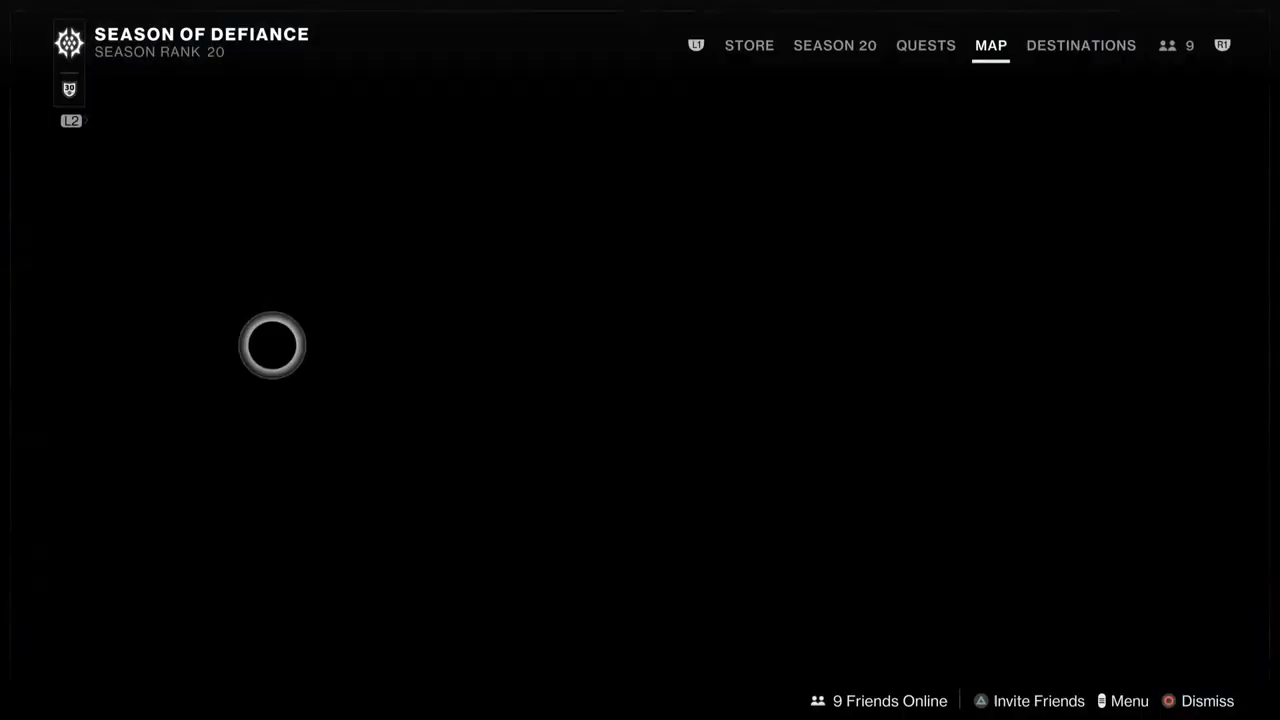 SEASON OF DEFIANCE
SEASON RANK 20
30
L2
L1 STORE SEASON 20 QUESTS MAP DESTINATIONS 9 R1
9 Friends Online Invite Friends Menu Dismiss